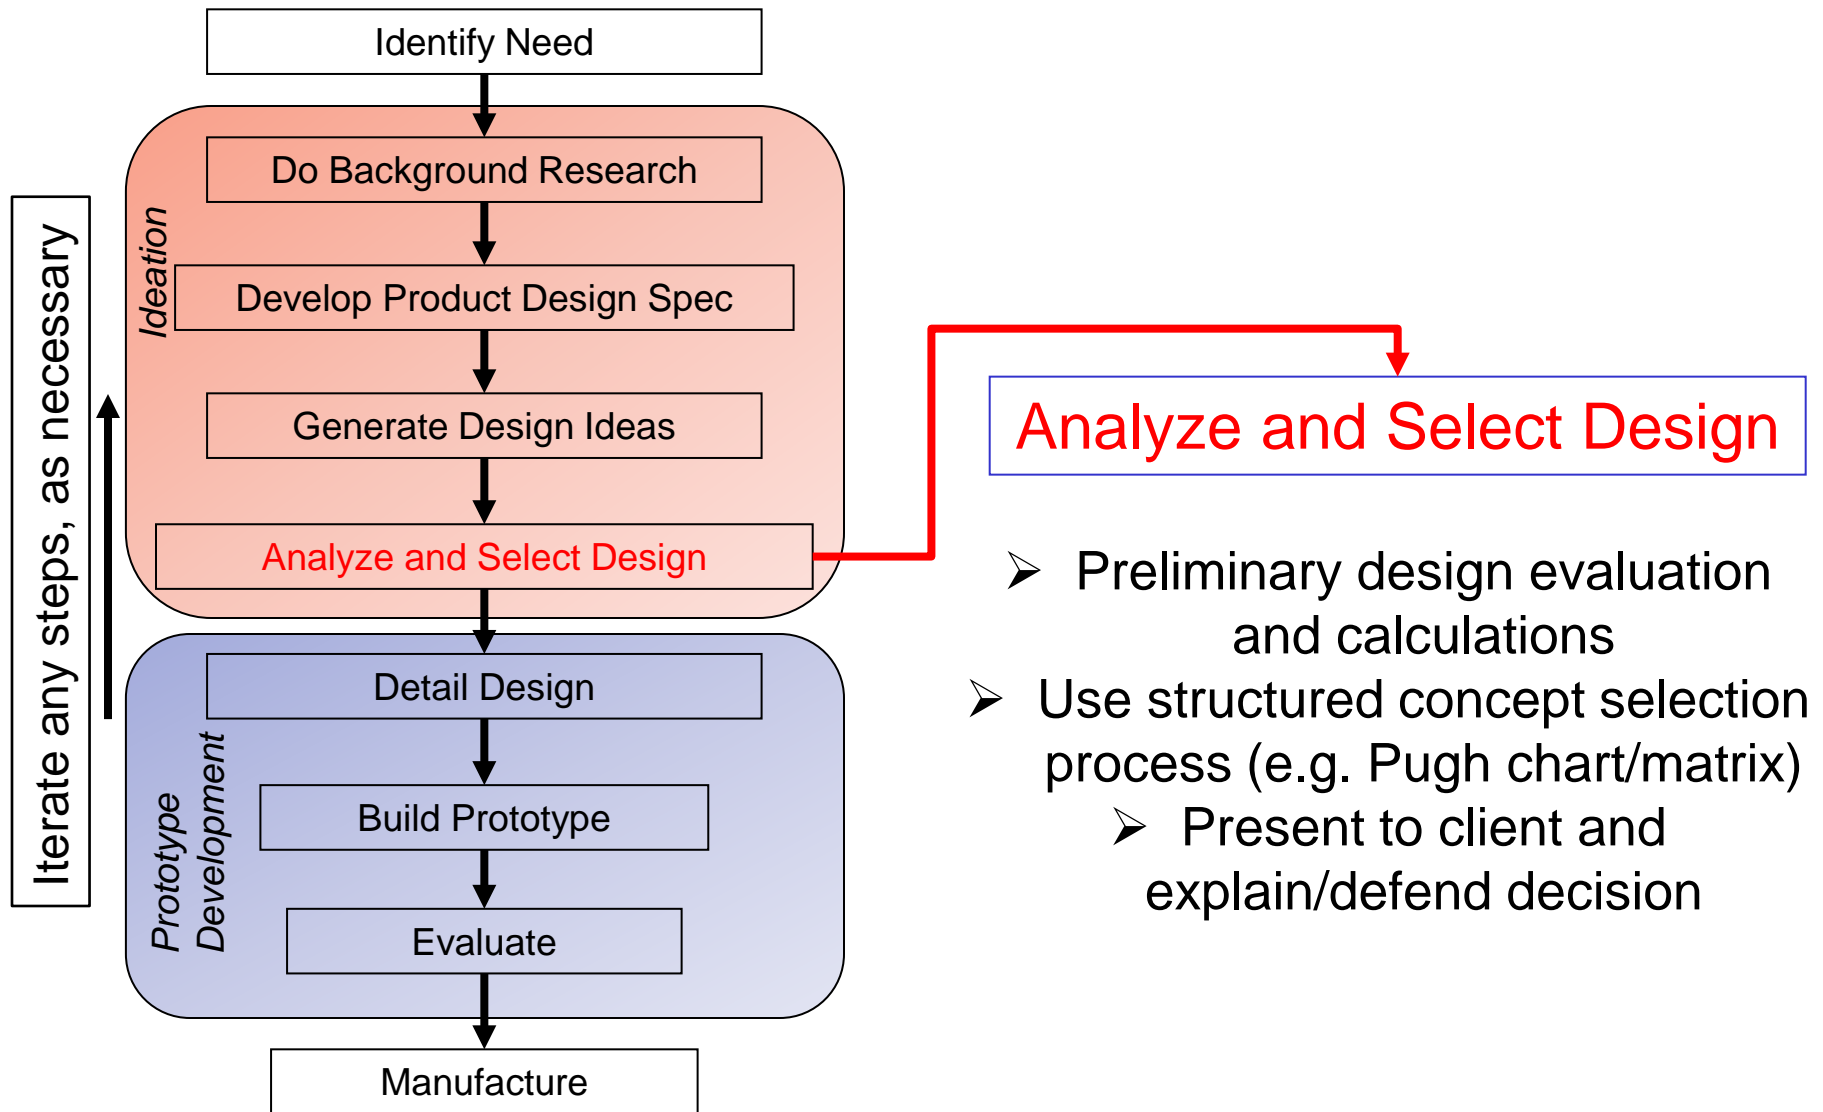 Identify Need
Do Background Research
Develop Product Design Spec
Generate Design Ideas
Analyze and Select Design
Ideation
Detail Design
Build Prototype
Evaluate
Prototype
Development
Manufacture
Iterate any steps, as necessary
Analyze and Select Design
➢ Preliminary design evaluation
and calculations
➢ Use structured concept selection
process (e.g. Pugh chart/matrix)
➢ Present to client and
explain/defend decision